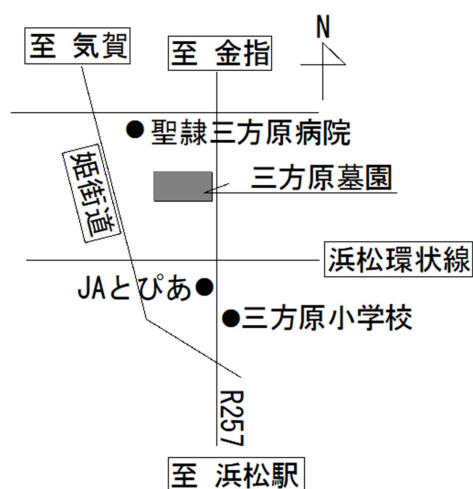 至 気賀
至 金指
N
聖隷三方原病院
姫街道
三方原墓園
浜松環状線
JAとぴあ
三方原小学校
R257
至 浜松駅